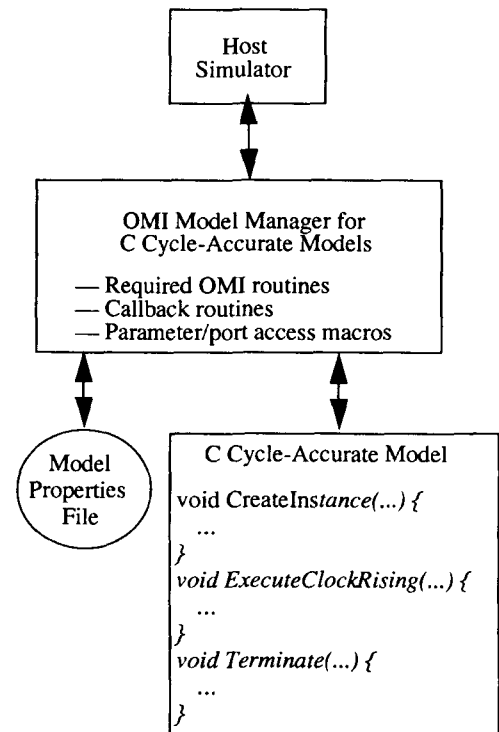 Host
Simulator
OMI Model Manager for
C Cycle-Accurate Models
— Required OMI routines
— Callback routines
— Parameter/port access macros
Model
Properties
File
C Cycle-Accurate Model
void CreateInstance(...) {
...
}
void ExecuteClockRising(...) {
...
}
void Terminate(...) {
...
}